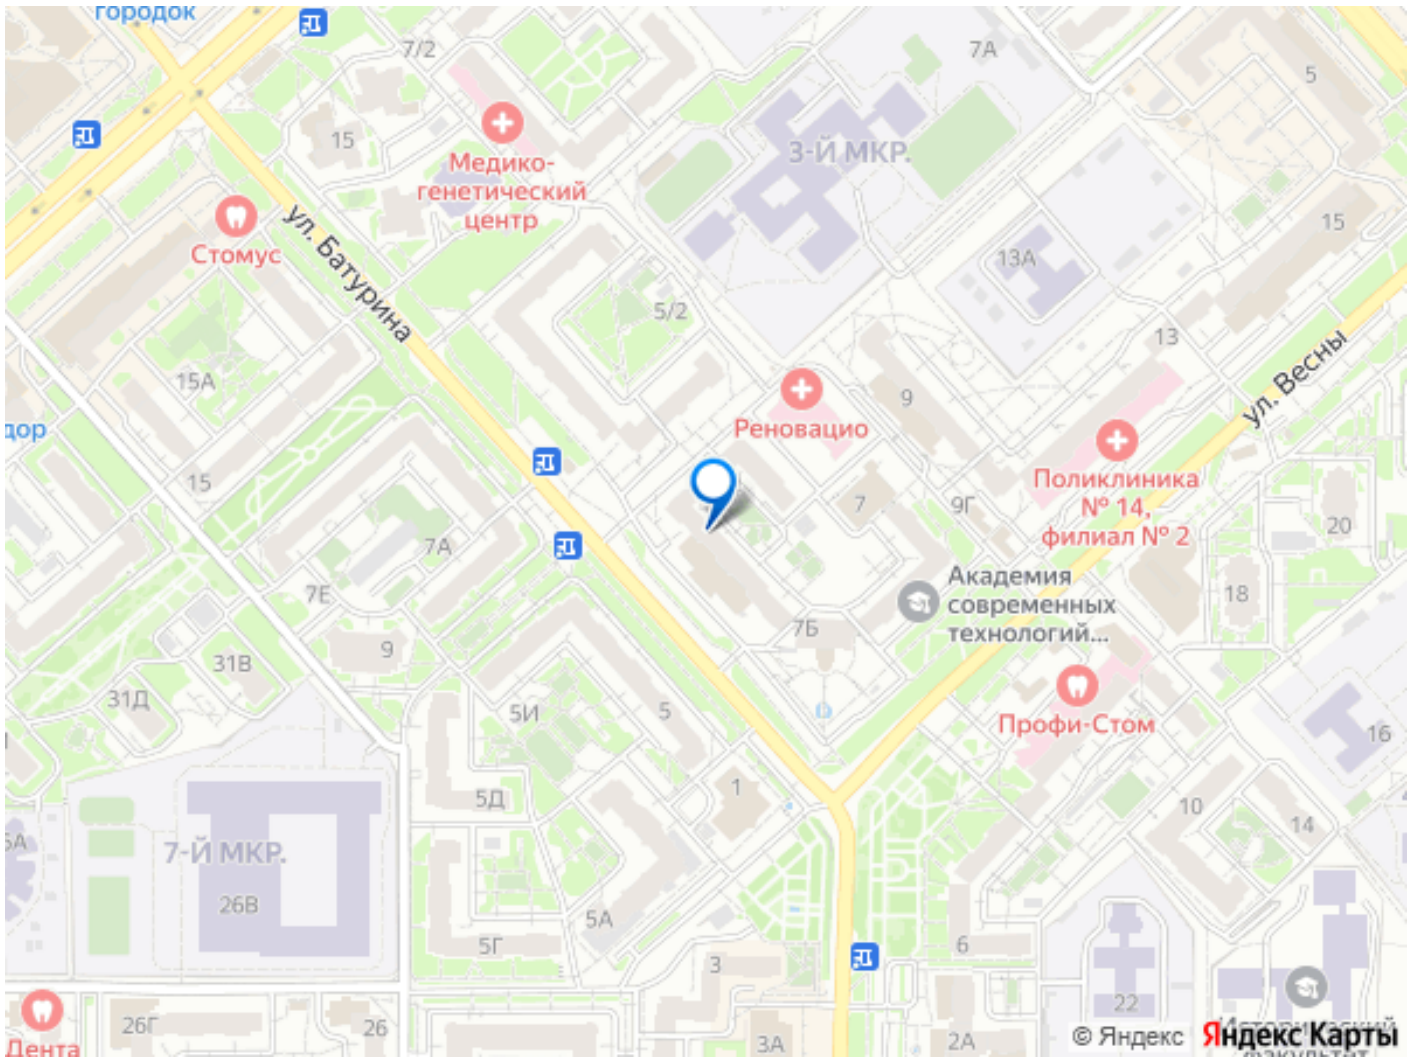 городок
7/2
7А
5
15
Медико-
генетический
центр
3-Й МКР.
Стомус
ул. Батурина
15
13А
5/2
13
ул. Весны
15А
Реновацио
9
дор
15
Поликлиника
№ 14,
филиал № 2
7
9Г
20
7А
Академия
современных
технологий...
18
7Е
7Б
9
31В
31Д
5И
5
Профи-Стом
16
1
5Д
10
14
7-Й МКР.
26В
5А
5Г
6
3
22
26Г
26
3А
2А
Дента
© Яндекс
Яндекс Карты